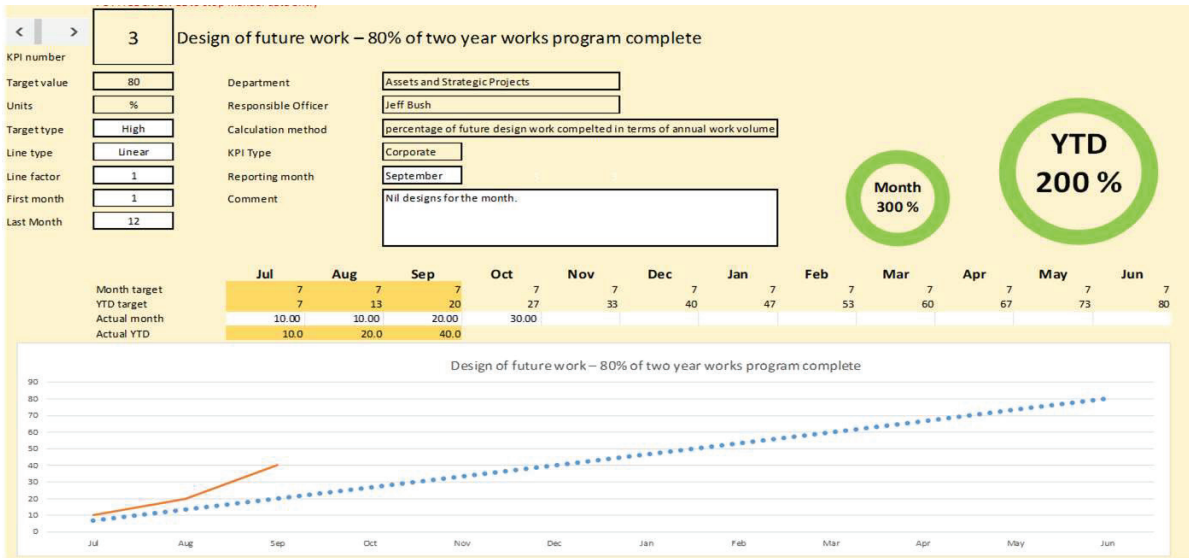 3
Design of future work – 80% of two year works program complete
KPI number
Target value 80 Department Assets and Strategic Projects
Units % Responsible Officer Jeff Bush
Target type High Calculation method percentage of future design work compelted in terms of annual work volume
Line type Linear KPI Type Corporate
Line factor 1 Reporting month September
First month 1 Comment Nil designs for the month.
Last Month 12
Month
300 %
YTD
200 %
Jul Aug Sep Oct Nov Dec Jan Feb Mar Apr May Jun
Month target 7 7 7 7 7 7 7 7 7 7 7 7
YTD target 7 13 20 27 33 40 47 53 60 67 73 80
Actual month 10.00 10.00 20.00 30.00
Actual YTD 10.0 20.0 40.0
Design of future work – 80% of two year works program complete
90
80
70
60
50
40
30
20
10
0
Jul Aug Sep Oct Nov Dec Jan Feb Mar Apr May Jun